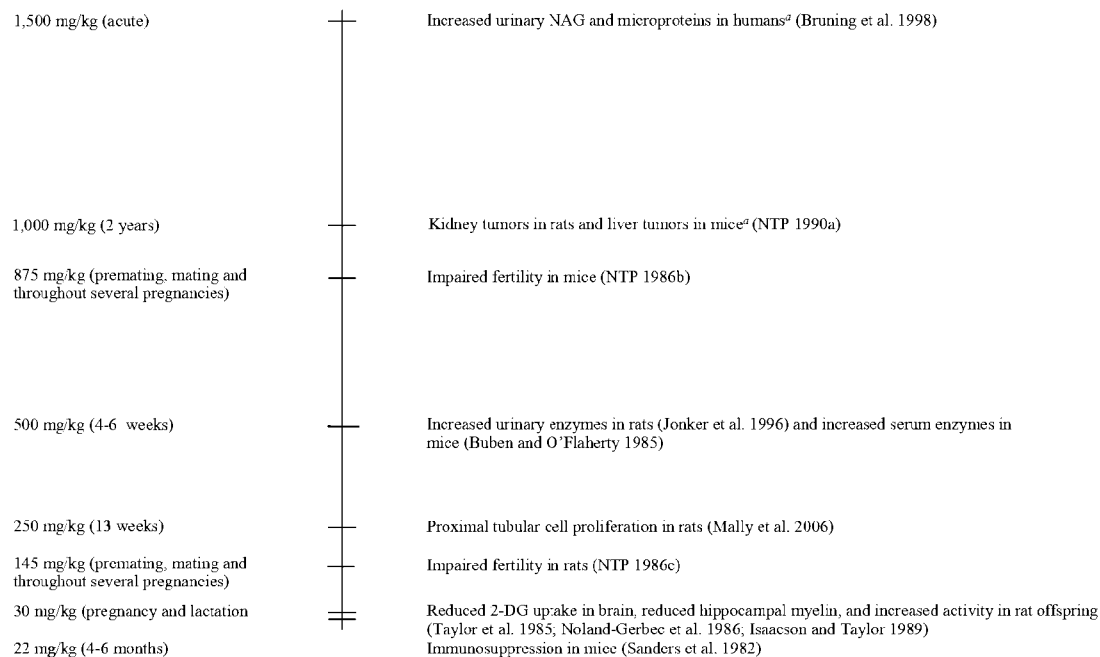 1,500 mg/kg (acute) Increased urinary NAG and microproteins in humansᵃ (Bruning et al. 1998)
1,000 mg/kg (2 years) Kidney tumors in rats and liver tumors in miceᵃ (NTP 1990a)
875 mg/kg (premating, mating and
throughout several pregnancies)
Impaired fertility in mice (NTP 1986b)
500 mg/kg (4-6 weeks)
Increased urinary enzymes in rats (Jonker et al. 1996) and increased serum enzymes in
mice (Buben and O'Flaherty 1985)
250 mg/kg (13 weeks) Proximal tubular cell proliferation in rats (Mally et al. 2006)
145 mg/kg (premating, mating and
throughout several pregnancies)
Impaired fertility in rats (NTP 1986c)
30 mg/kg (pregnancy and lactation
Reduced 2-DG uptake in brain, reduced hippocampal myelin, and increased activity in rat offspring
(Taylor et al. 1985; Noland-Gerbec et al. 1986; Isaacson and Taylor 1989)
22 mg/kg (4-6 months) Immunosuppression in mice (Sanders et al. 1982)